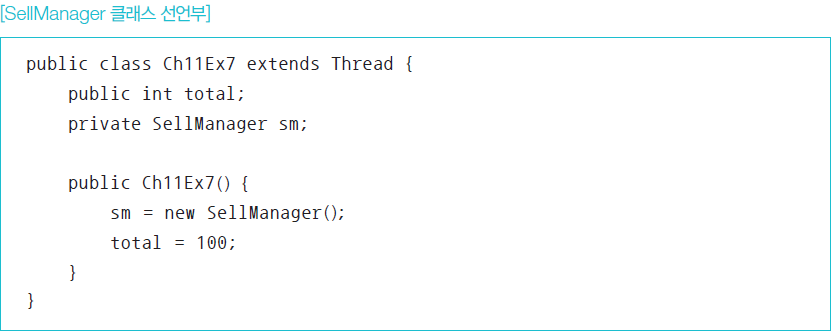 [SellManager 클래스 선언부]
public class Ch11Ex7 extends Thread {
    public int total;
    private SellManager sm;

    public Ch11Ex7() {
        sm = new SellManager();
        total = 100;
    }
}